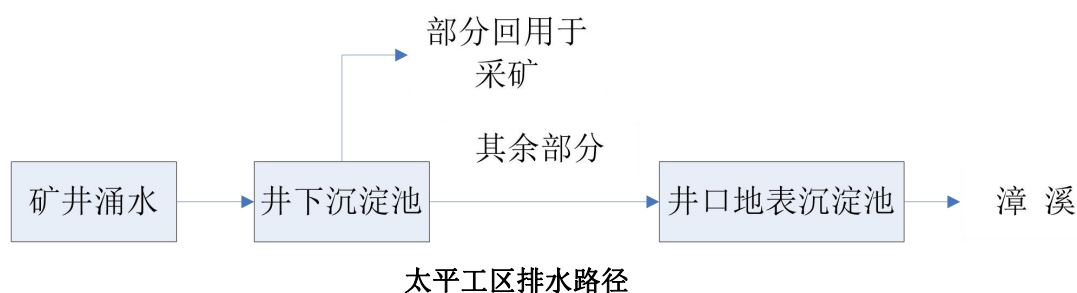 部分回用于
采矿
其余部分
矿井涌水
井下沉淀池
井口地表沉淀池
漳 溪
太平工区排水路径